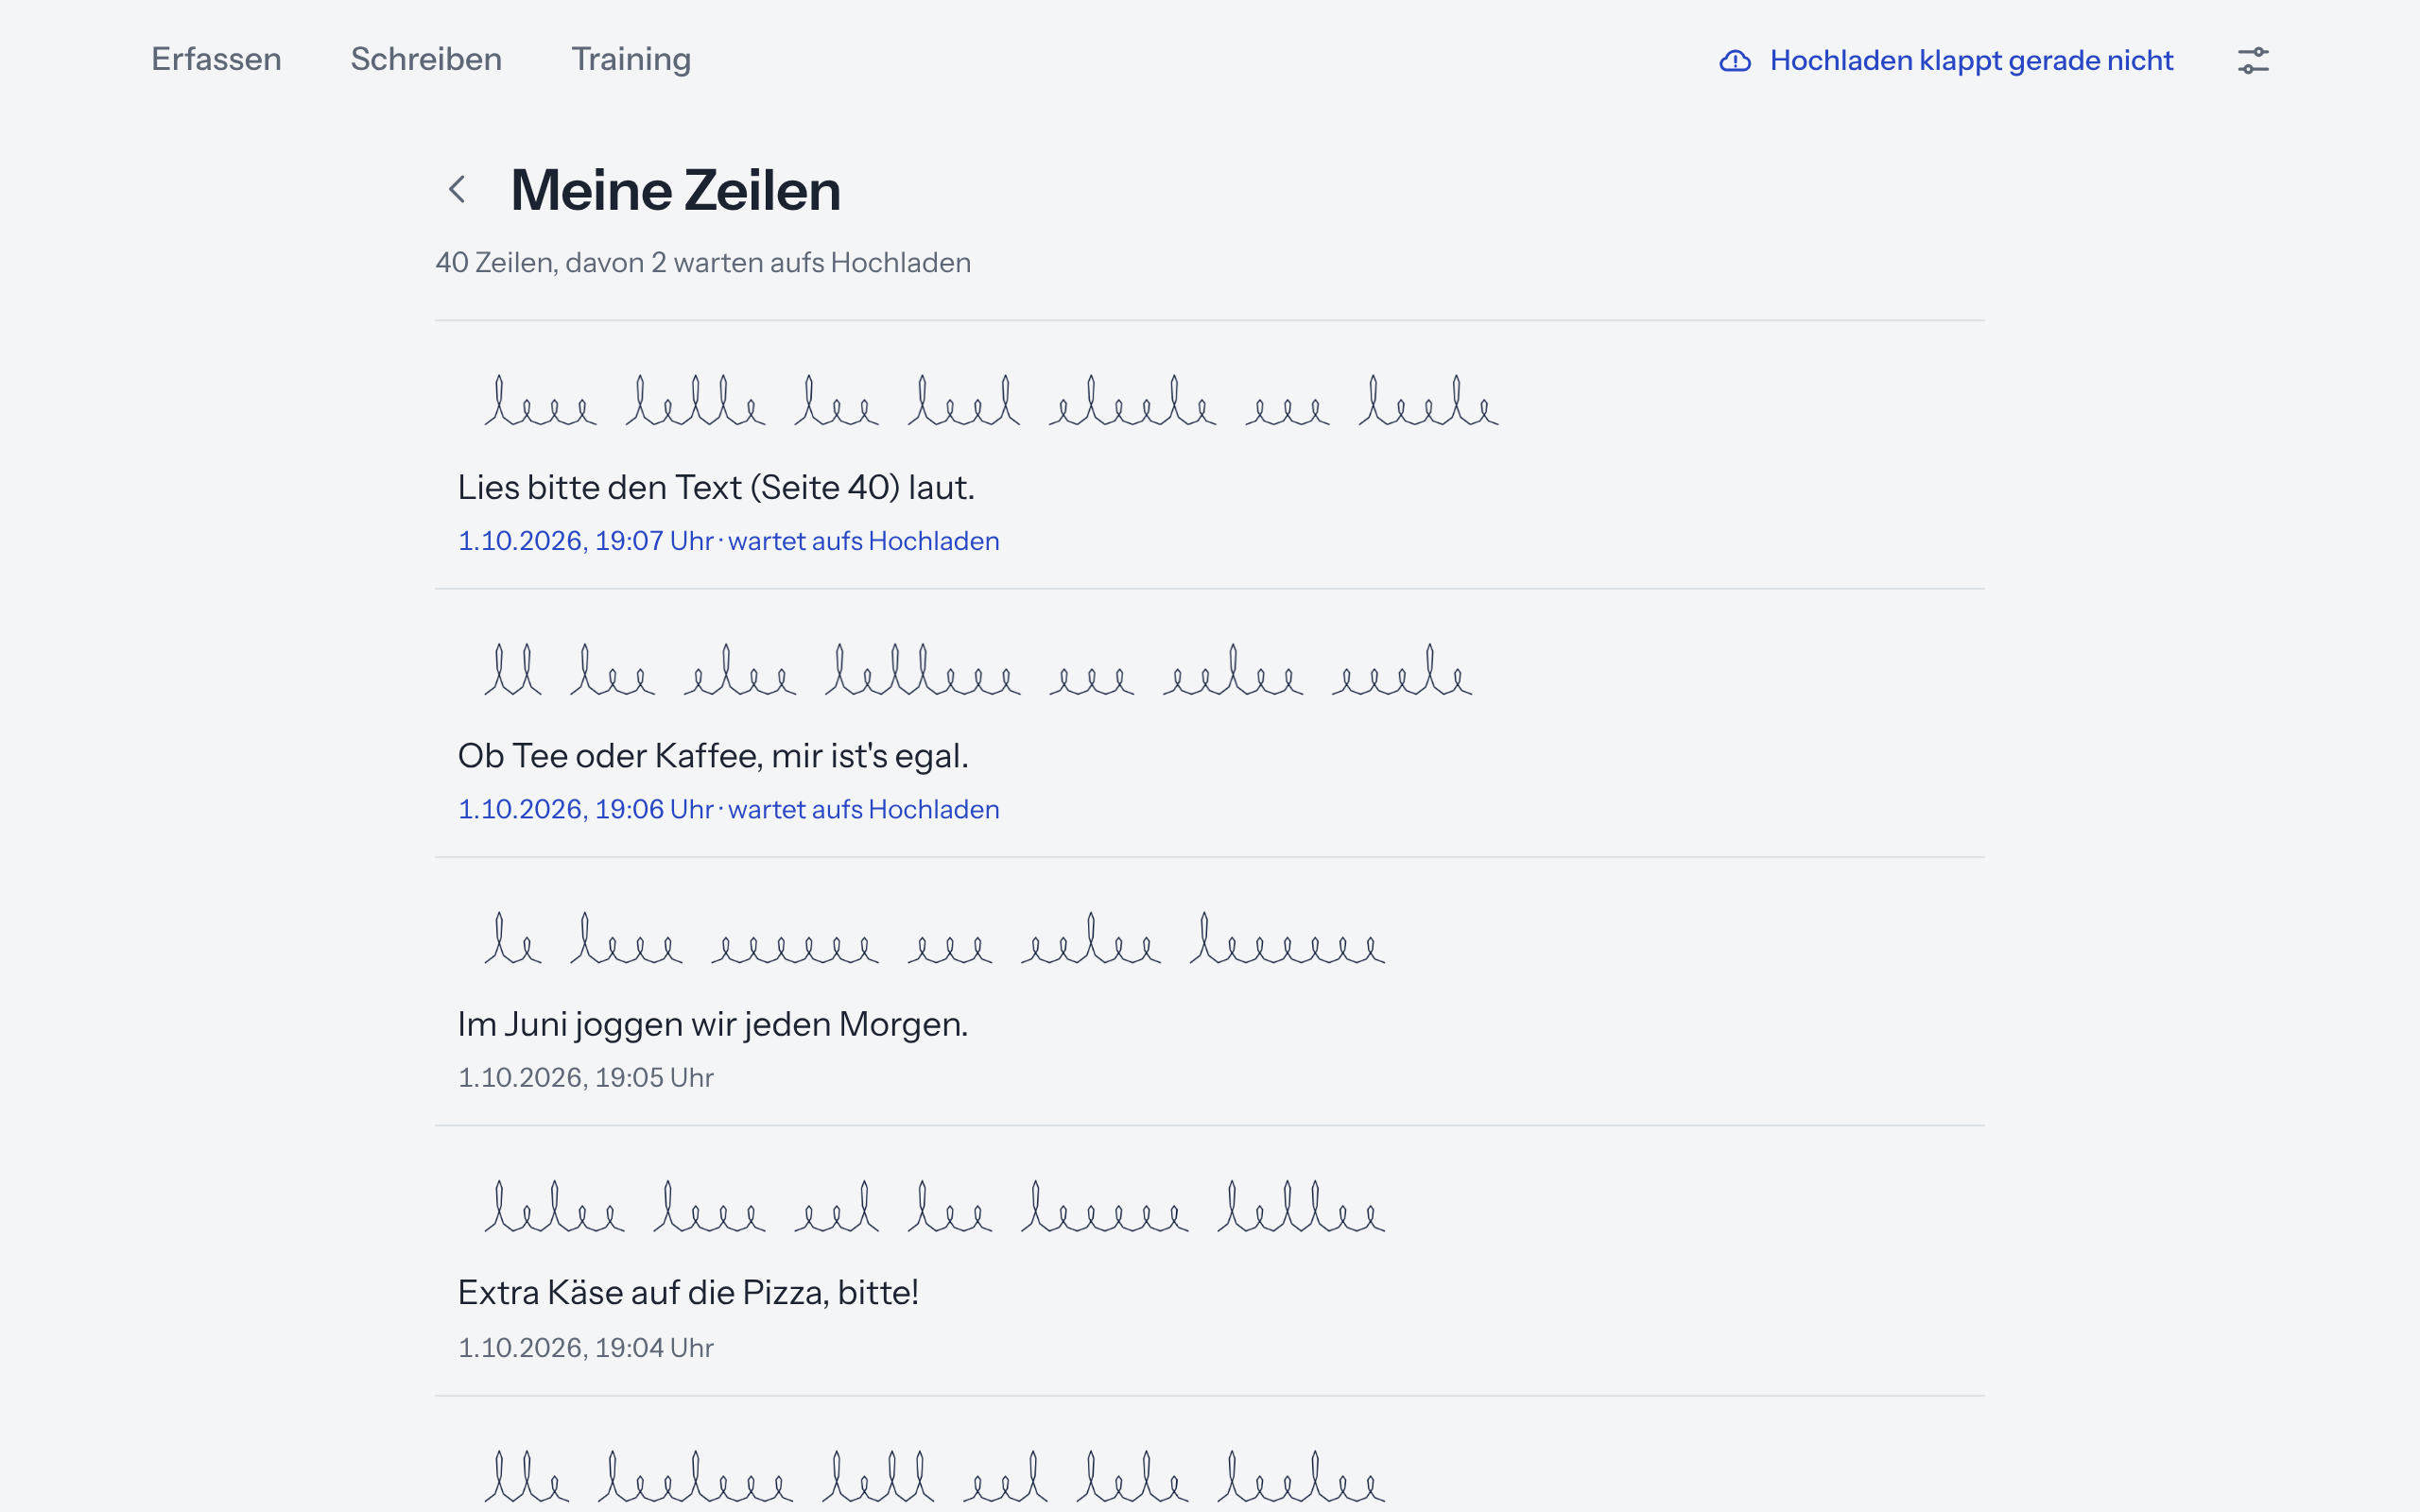 Erfassen Schreiben Training Hochladen klappt gerade nicht
Meine Zeilen
40 Zeilen, davon 2 warten aufs Hochladen
Lies bitte den Text (Seite 40) laut.
1.10.2026, 19:07 Uhr · wartet aufs Hochladen
Ob Tee oder Kaffee, mir ist's egal.
1.10.2026, 19:06 Uhr · wartet aufs Hochladen
Im Juni joggen wir jeden Morgen.
1.10.2026, 19:05 Uhr
Extra Käse auf die Pizza, bitte!
1.10.2026, 19:04 Uhr